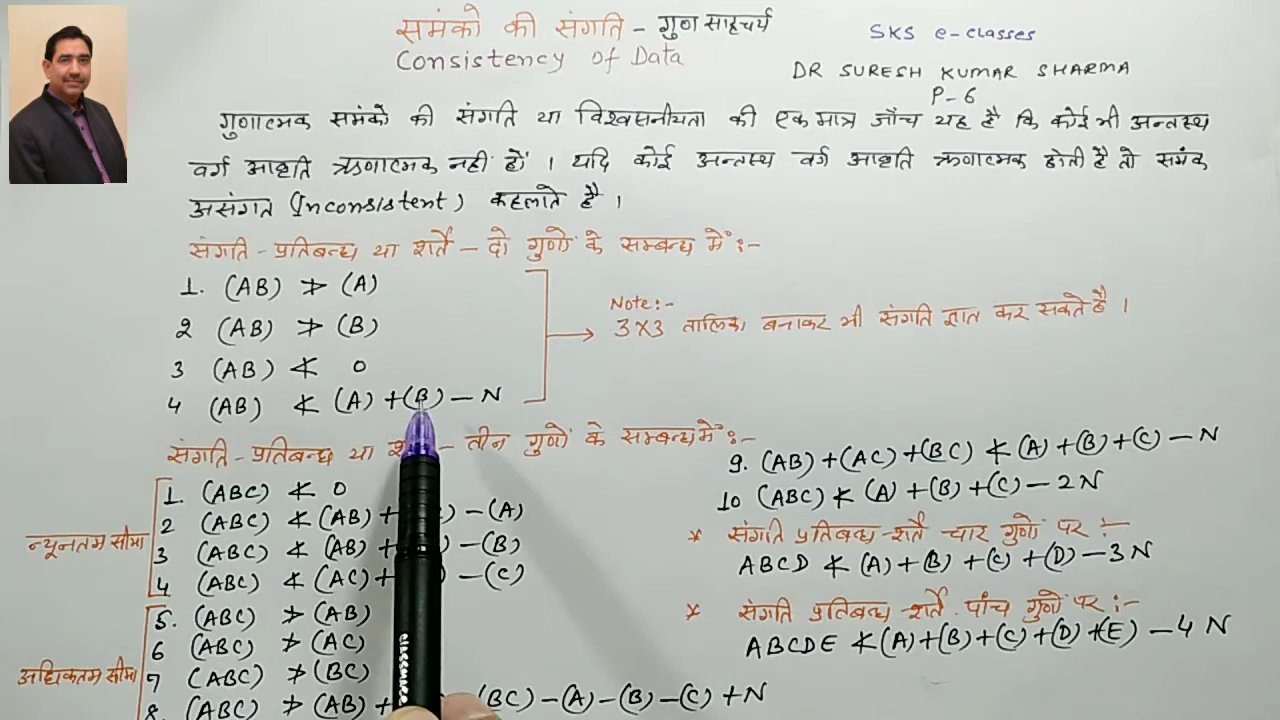 समंको की संगति - गुण साहचर्य
Consistency of Data
SKS e-classes
DR SURESH KUMAR SHARMA
P-6
गुणात्मक समंको की संगति या विश्वसनीयता की एक मात्र जाँच यह है कि कोई भी अन्तस्थ
वर्ग आवृति ऋणात्मक नहीं हों । यदि कोई अन्तस्थ वर्ग आवृति ऋणात्मक होती है तो समंक
असंगत (Inconsistent) कहलाते है ।
संगति - प्रतिबन्ध या शर्तें - दो गुणों के सम्बन्ध में :-
1. (AB) ≯ (A)
2 (AB) ≯ (B)
3 (AB) ≮ 0
4 (AB) ≮ (A) + (B) - N
Note:-
3X3 तालिका बनाकर भी संगति ज्ञात कर सकते है ।
संगति - प्रतिबन्ध या - तीन गुणों के सम्बन्ध में :-
न्यूनतम सीमा
1. (ABC) ≮ 0
2 (ABC) ≮ (AB) + ) - (A)
3 (ABC) ≮ (AB) + ) - (B)
4 (ABC) ≮ (AC) + ) - (C)
अधिकतम सीमा
5. (ABC) ≯ (AB)
6 (ABC) ≯ (AC)
7 (ABC) ≯ (BC)
8. (ABC) ≯ (AB) + (BC) - (A) - (B) - (C) + N
9. (AB) + (AC) + (BC) ≮ (A) + (B) + (C) - N
10 (ABC) ≮ (A) + (B) + (C) - 2N
* संगति प्रतिबन्ध शर्तें चार गुणों पर :-
ABCD ≮ (A) + (B) + (C) + (D) - 3N
* संगति प्रतिबन्ध शर्तें पांच गुणों पर :-
ABCDE ≮ (A) + (B) + (C) + (D) + (E) - 4N